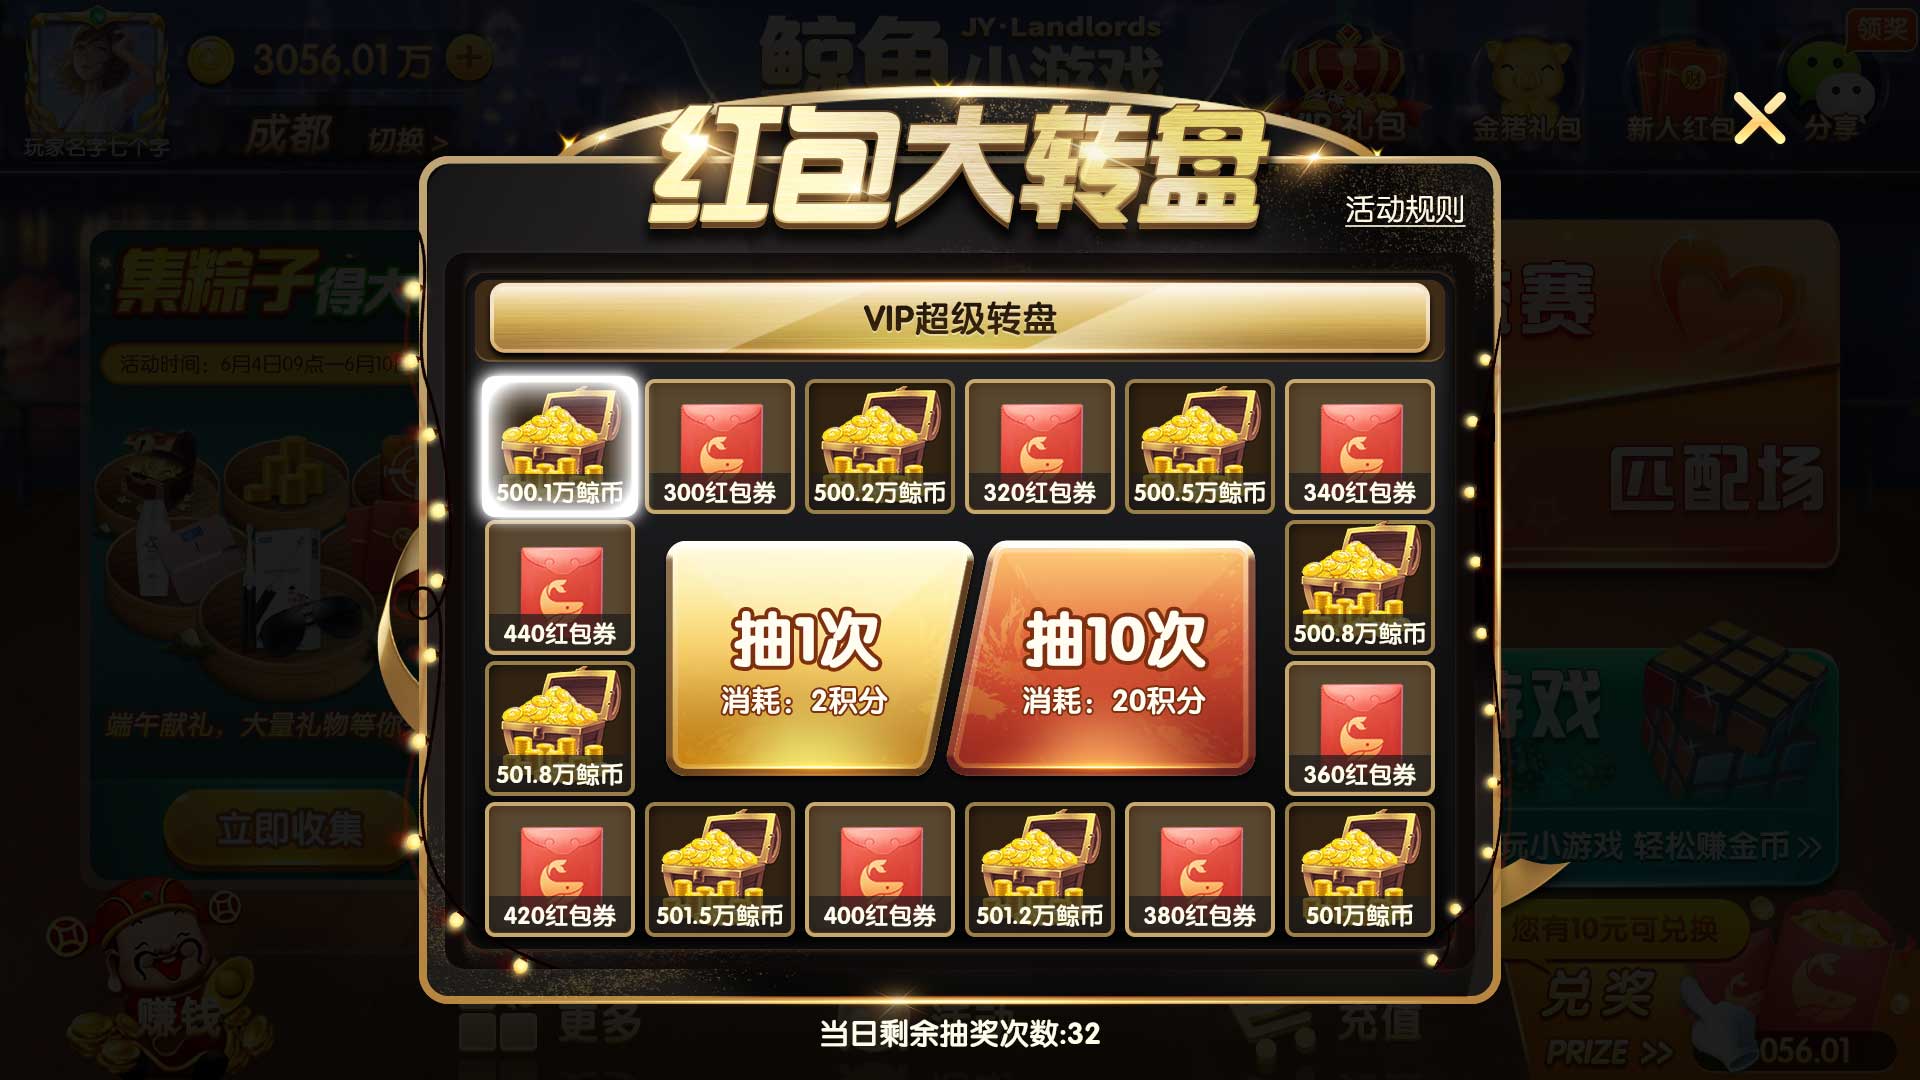 鲸鱼
JY·Landlords
小游戏
领奖
3056.01万
成都
切换 >
玩家名字七个字
礼包
金猪礼包
新人红包
分享
红包大转盘
活动规则
VIP超级转盘
500.1万鲸币
300红包券
500.2万鲸币
320红包券
500.5万鲸币
340红包券
440红包券
500.8万鲸币
501.8万鲸币
360红包券
抽1次
消耗：2积分
抽10次
消耗：20积分
420红包券
501.5万鲸币
400红包券
501.2万鲸币
380红包券
501万鲸币
当日剩余抽奖次数:32
集粽子得大
活动时间：6月4日09点—6月10
端午献礼，大量礼物等你
立即收集
赛
匹配场
游戏
玩小游戏 轻松赚金币>>
您有10元可兑换
兑奖
PRIZE >>
056.01
赚钱
更多
活动
充值